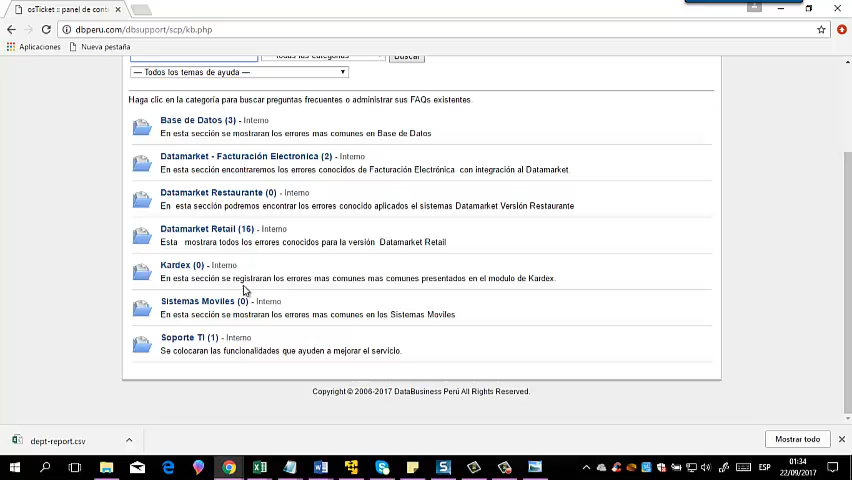 osTicket :: panel de cont
dbperu.com/dbsupport/scp/kb.php
Aplicaciones Nueva pestaña
Todas las categorías Buscar
— Todos los temas de ayuda —
Haga clic en la categoría para buscar preguntas frecuentes o administrar sus FAQs existentes.
Base de Datos (3) - Interno
En esta sección se mostraran los errores mas comunes en Base de Datos
Datamarket - Facturación Electronica (2) - Interno
En esta sección encontraremos los errores conocidos de Facturación Electrónica con integración al Datamarket
Datamarket Restaurante (0) - Interno
En esta sección podremos encontrar los errores conocido aplicados el sistemas Datamarket Versión Restaurante
Datamarket Retail (16) - Interno
Esta mostrara todos los errores conocidos para la versión Datamarket Retail
Kardex (0) - Interno
En esta sección se registraran los errores mas comunes mas comunes presentados en el modulo de Kardex.
Sistemas Moviles (0) - Interno
En esta sección se mostraran los errores mas comunes en los Sistemas Moviles
Soporte TI (1) - Interno
Se colocaran las funcionalidades que ayuden a mejorar el servicio.
Copyright © 2006-2017 DataBusiness Perú All Rights Reserved.
dept-report.csv
Mostrar todo
ESP
01:34
22/09/2017